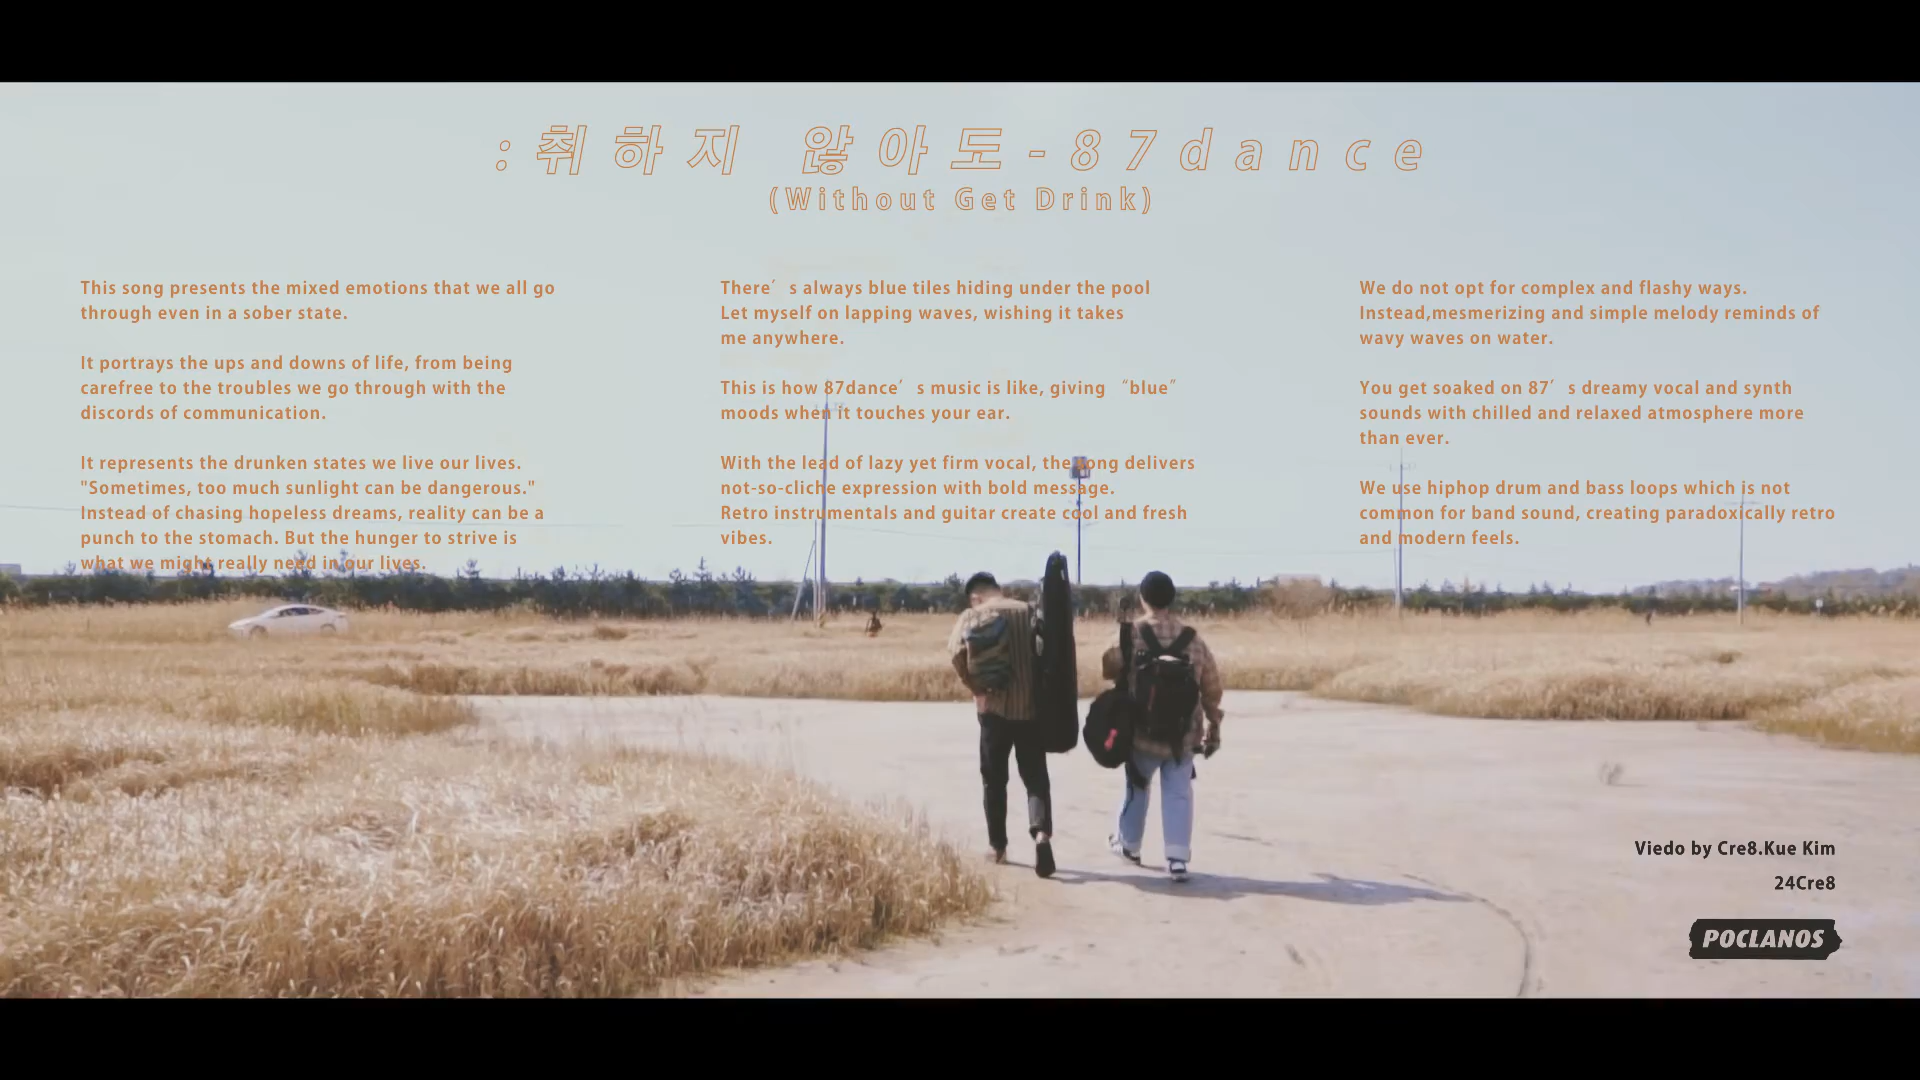 :취하지 않아도-87dance
(Without Get Drink)
This song presents the mixed emotions that we all go
through even in a sober state.
It portrays the ups and downs of life, from being
carefree to the troubles we go through with the
discords of communication.
It represents the drunken states we live our lives.
"Sometimes, too much sunlight can be dangerous."
Instead of chasing hopeless dreams, reality can be a
punch to the stomach. But the hunger to strive is
what we might really need in our lives.
There′s always blue tiles hiding under the pool
Let myself on lapping waves, wishing it takes
me anywhere.
This is how 87dance′s music is like, giving “blue”
moods when it touches your ear.
With the lead of lazy yet firm vocal, the song delivers
not-so-cliche expression with bold message.
Retro instrumentals and guitar create cool and fresh
vibes.
We do not opt for complex and flashy ways.
Instead,mesmerizing and simple melody reminds of
wavy waves on water.
You get soaked on 87′s dreamy vocal and synth
sounds with chilled and relaxed atmosphere more
than ever.
We use hiphop drum and bass loops which is not
common for band sound, creating paradoxically retro
and modern feels.
Viedo by Cre8.Kue Kim
24Cre8
POCLANOS